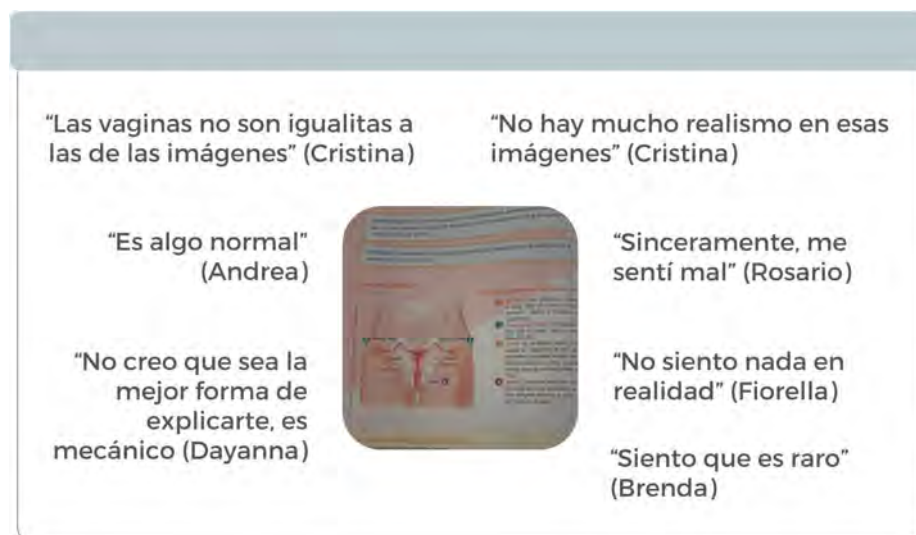 “Las vaginas no son igualitas a
las de las imágenes” (Cristina)
“No hay mucho realismo en esas
imágenes” (Cristina)
“Es algo normal”
(Andrea)
“Sinceramente, me
sentí mal” (Rosario)
“No creo que sea la
mejor forma de
explicarte, es
mecánico (Dayanna)
“No siento nada en
realidad” (Fiorella)
“Siento que es raro”
(Brenda)